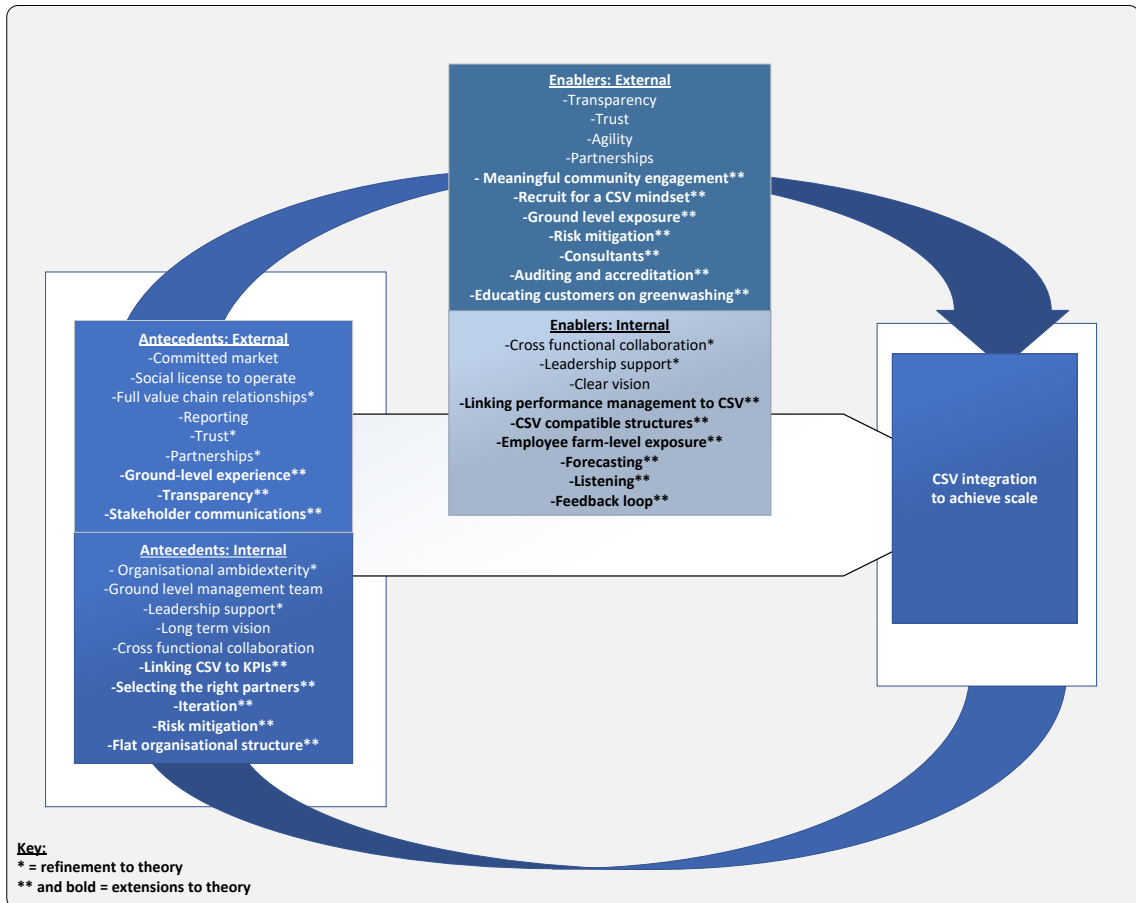 Enablers: External
-Transparency
-Trust
-Agility
-Partnerships
- Meaningful community engagement**
-Recruit for a CSV mindset**
-Ground level exposure**
-Risk mitigation**
-Consultants**
-Auditing and accreditation**
-Educating customers on greenwashing**
Enablers: Internal
-Cross functional collaboration*
-Leadership support*
-Clear vision
-Linking performance management to CSV**
-CSV compatible structures**
-Employee farm-level exposure**
-Forecasting**
-Listening**
-Feedback loop**
Antecedents: External
-Committed market
-Social license to operate
-Full value chain relationships*
-Reporting
-Trust*
-Partnerships*
-Ground-level experience**
-Transparency**
-Stakeholder communications**
Antecedents: Internal
- Organisational ambidexterity*
-Ground level management team
-Leadership support*
-Long term vision
-Cross functional collaboration
-Linking CSV to KPIs**
-Selecting the right partners**
-Iteration**
-Risk mitigation**
-Flat organisational structure**
CSV integration
to achieve scale
Key:
* = refinement to theory
** and bold = extensions to theory